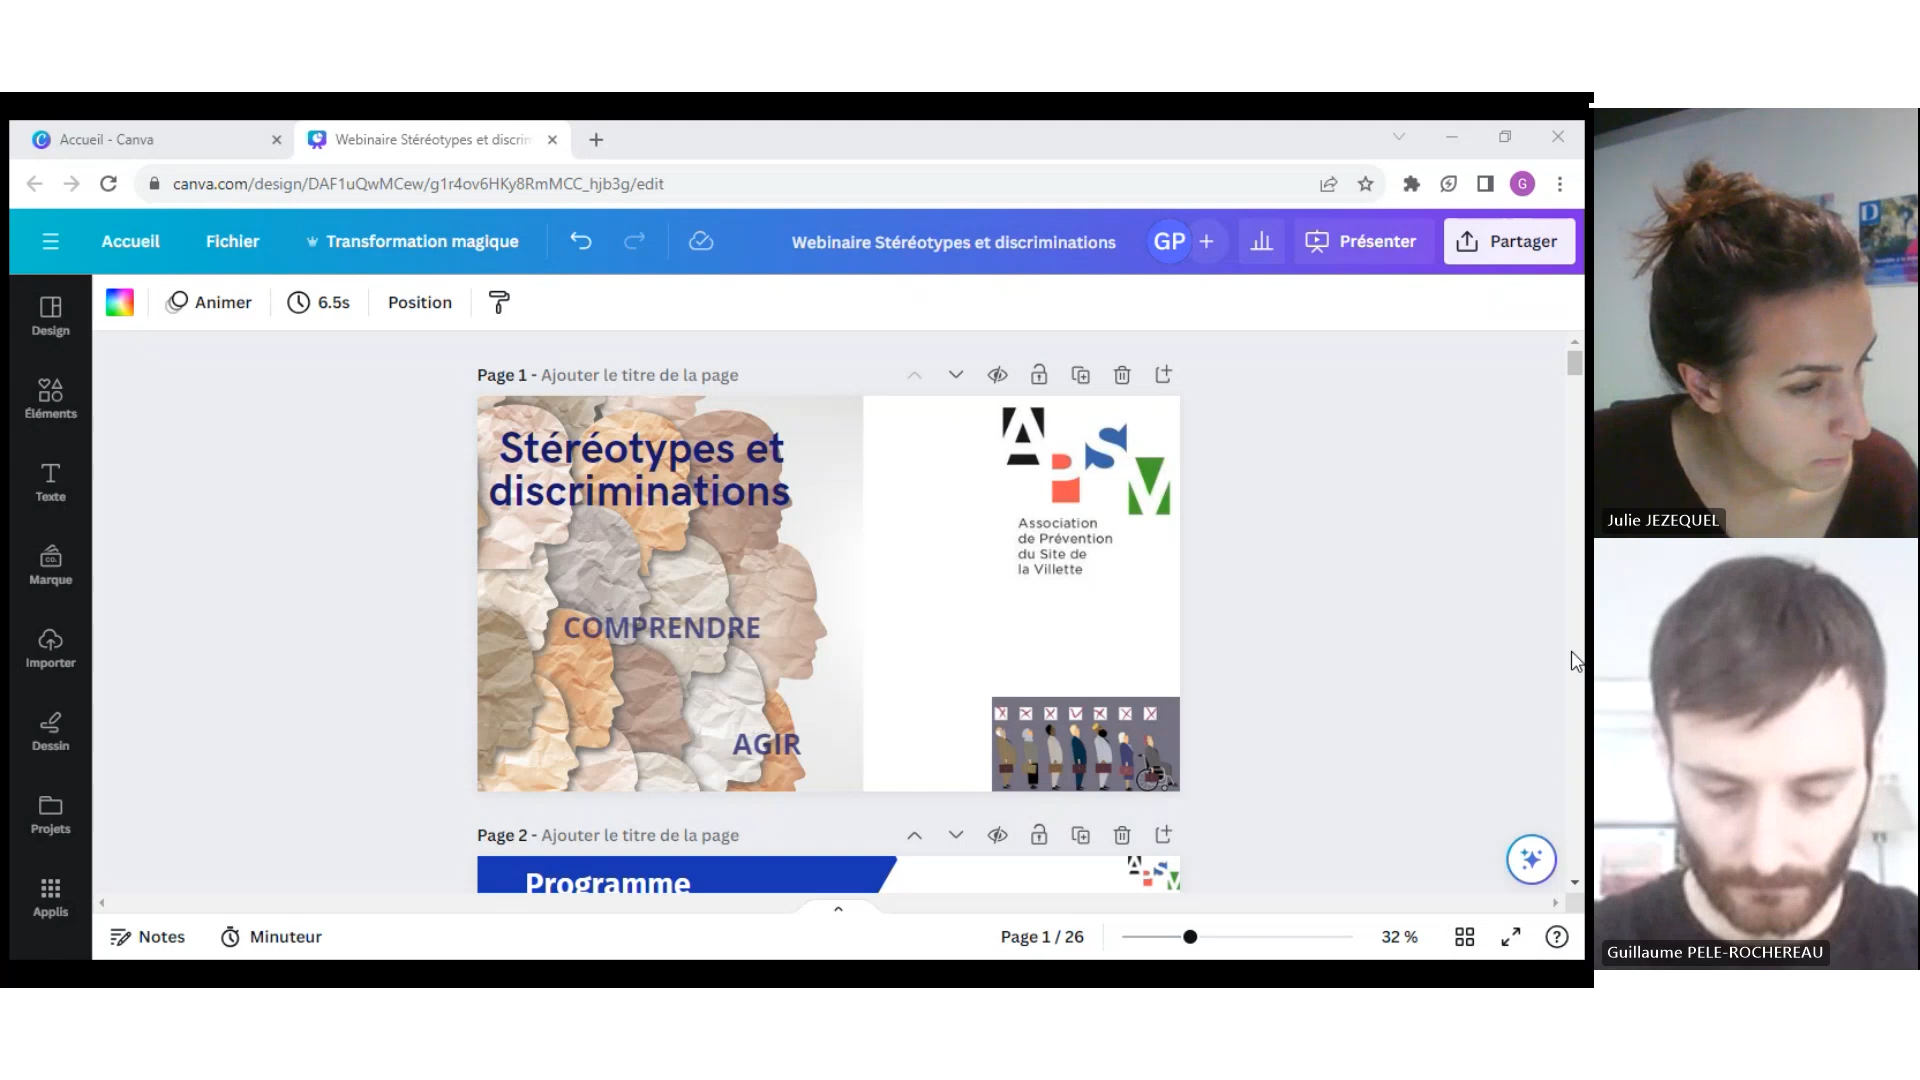 Accueil - Canva
Webinaire Stéréotypes et discrim
canva.com/design/DAF1uQwMCew/g1r4ov6HKy8RmMCC_hjb3g/edit
G
Accueil
Fichier
Transformation magique
Webinaire Stéréotypes et discriminations
GP
Présenter
Partager
Animer
6.5s
Position
Design
Éléments
Texte
CO.
Marque
Importer
Dessin
Projets
Applis
Page 1 - Ajouter le titre de la page
Stéréotypes et
discriminations
COMPRENDRE
AGIR
APSV
Association
de Prévention
du Site de
la Villette
Page 2 - Ajouter le titre de la page
Programme
APSV
Notes
Minuteur
Page 1 / 26
32 %
D
Julie JEZEQUEL
Guillaume PELE-ROCHEREAU